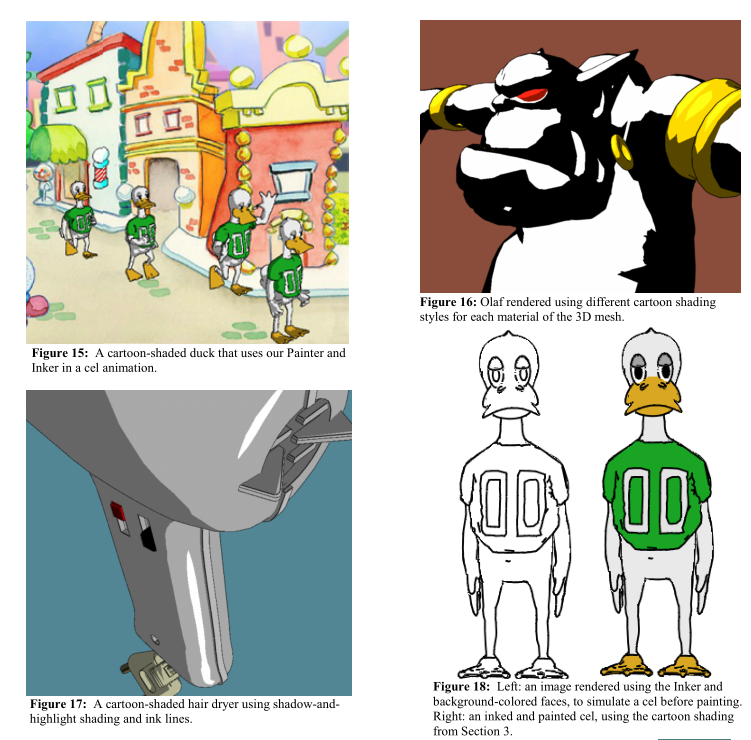 Figure 15: A cartoon-shaded duck that uses our Painter and
Inker in a cel animation.
Figure 16: Olaf rendered using different cartoon shading
styles for each material of the 3D mesh.
Figure 17: A cartoon-shaded hair dryer using shadow-and-
highlight shading and ink lines.
00
00
Figure 18: Left: an image rendered using the Inker and
background-colored faces, to simulate a cel before painting.
Right: an inked and painted cel, using the cartoon shading
from Section 3.